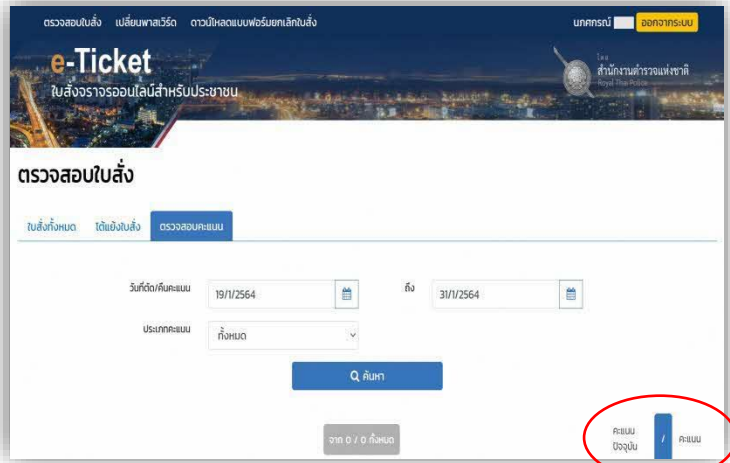 ตรวจสอบใบสั่ง เปลี่ยนพาสเวิร์ด ดาวน์โหลดแบบฟอร์มยกเลิกใบสั่ง นกศกรณ์ ออกจากระบบ
e-Ticket
ใบสั่งจราจรออนไลน์สำหรับประชาชน
โดย
สำนักงานตำรวจแห่งชาติ
Royal Thai Police
ตรวจสอบใบสั่ง
ใบสั่งทั้งหมด โต้แย้งใบสั่ง ตรวจสอบคะแนน
วันที่ตัด/คืนคะแนน 19/1/2564 ถึง 31/1/2564
ประเภทคะแนน ทั้งหมด
ค้นหา
จาก 0 / 0 ทั้งหมด
คะแนน
ปัจจุบัน / คะแนน